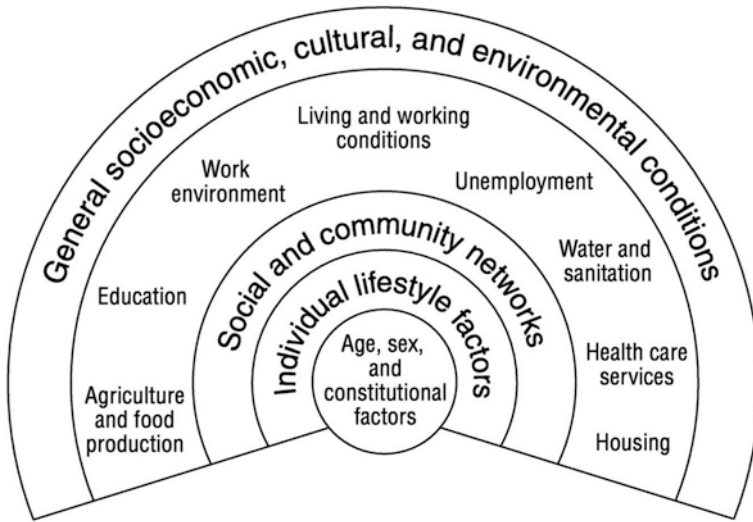 General socioeconomic, cultural, and environmental conditions
Living and working
conditions
Work
environment
Unemployment
Water and
sanitation
Education
Health care
services
Agriculture
and food
production
Housing
Social and community networks
Individual lifestyle factors
Age, sex,
and
constitutional
factors